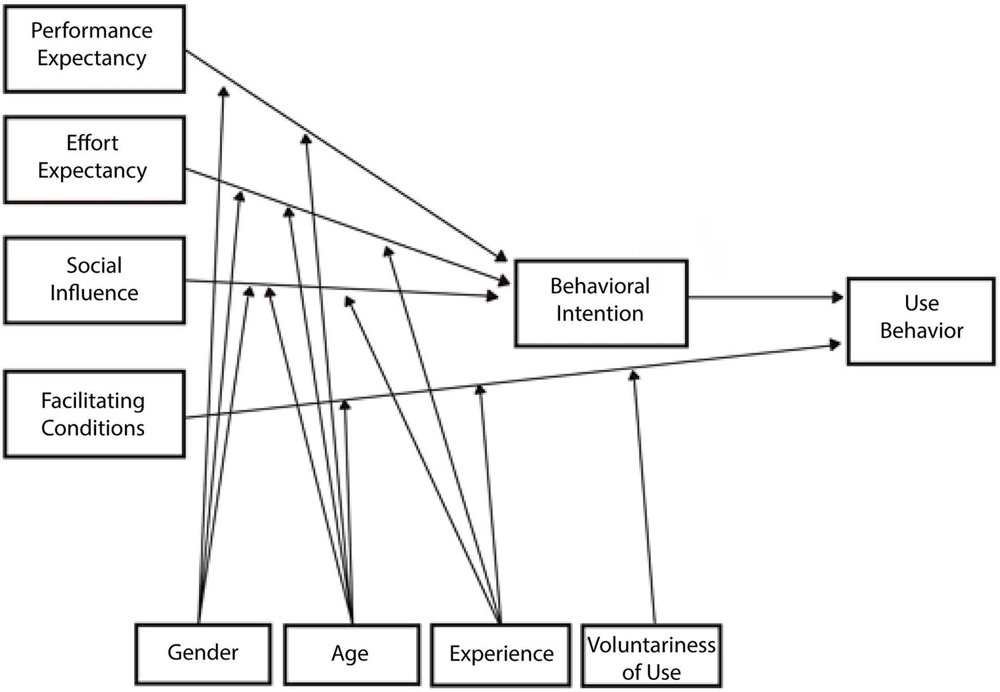 Performance
Expectancy
Effort
Expectancy
Social
Influence
Facilitating
Conditions
Behavioral
Intention
Use
Behavior
Gender
Age
Experience
Voluntariness
of Use